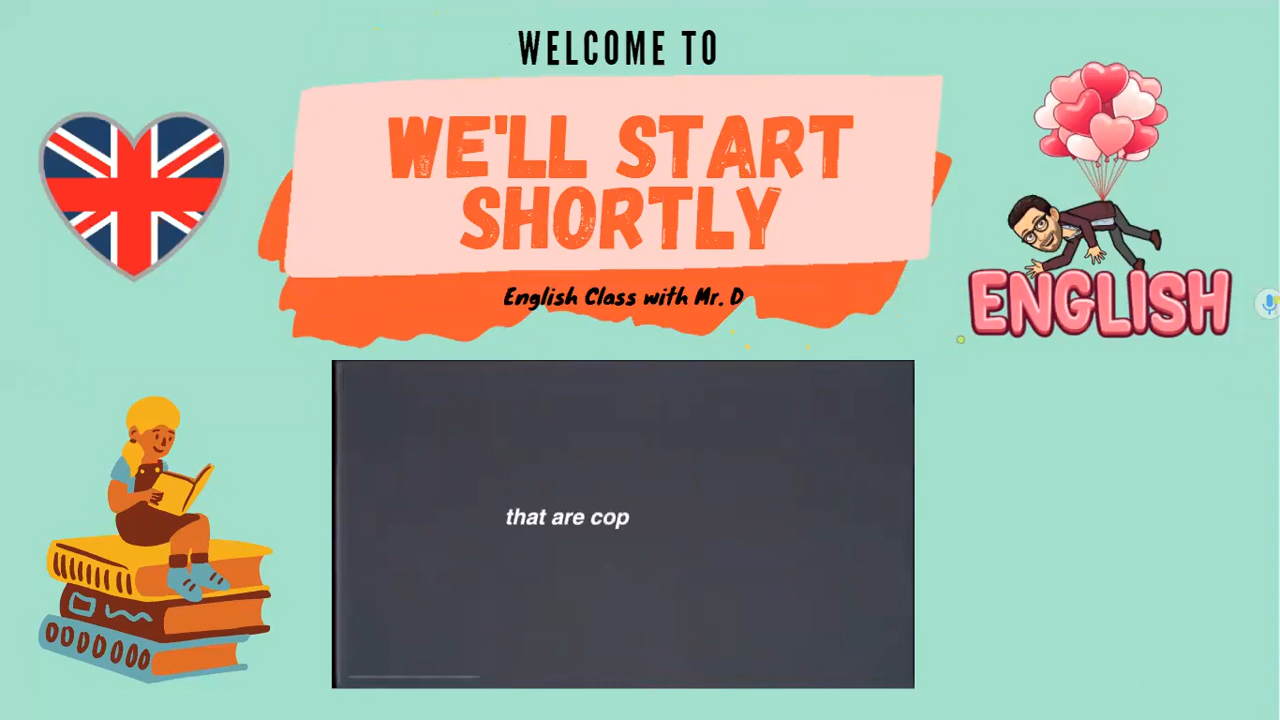 WELCOME TO
WE'LL START
SHORTLY
English Class with Mr. D
ENGLISH
that are cop